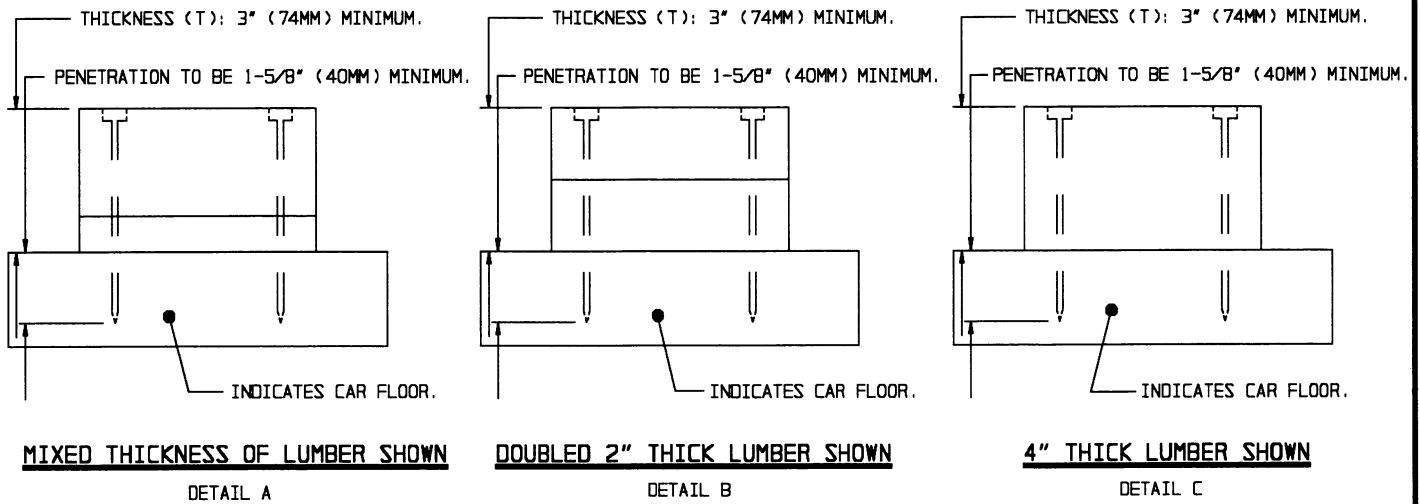 THICKNESS (T): 3" (74MM) MINIMUM.
PENETRATION TO BE 1-5/8" (40MM) MINIMUM.
INDICATES CAR FLOOR.
MIXED THICKNESS OF LUMBER SHOWN
DETAIL A
THICKNESS (T): 3" (74MM) MINIMUM.
PENETRATION TO BE 1-5/8" (40MM) MINIMUM.
INDICATES CAR FLOOR.
DOUBLED 2" THICK LUMBER SHOWN
DETAIL B
THICKNESS (T): 3" (74MM) MINIMUM.
PENETRATION TO BE 1-5/8" (40MM) MINIMUM.
INDICATES CAR FLOOR.
4" THICK LUMBER SHOWN
DETAIL C